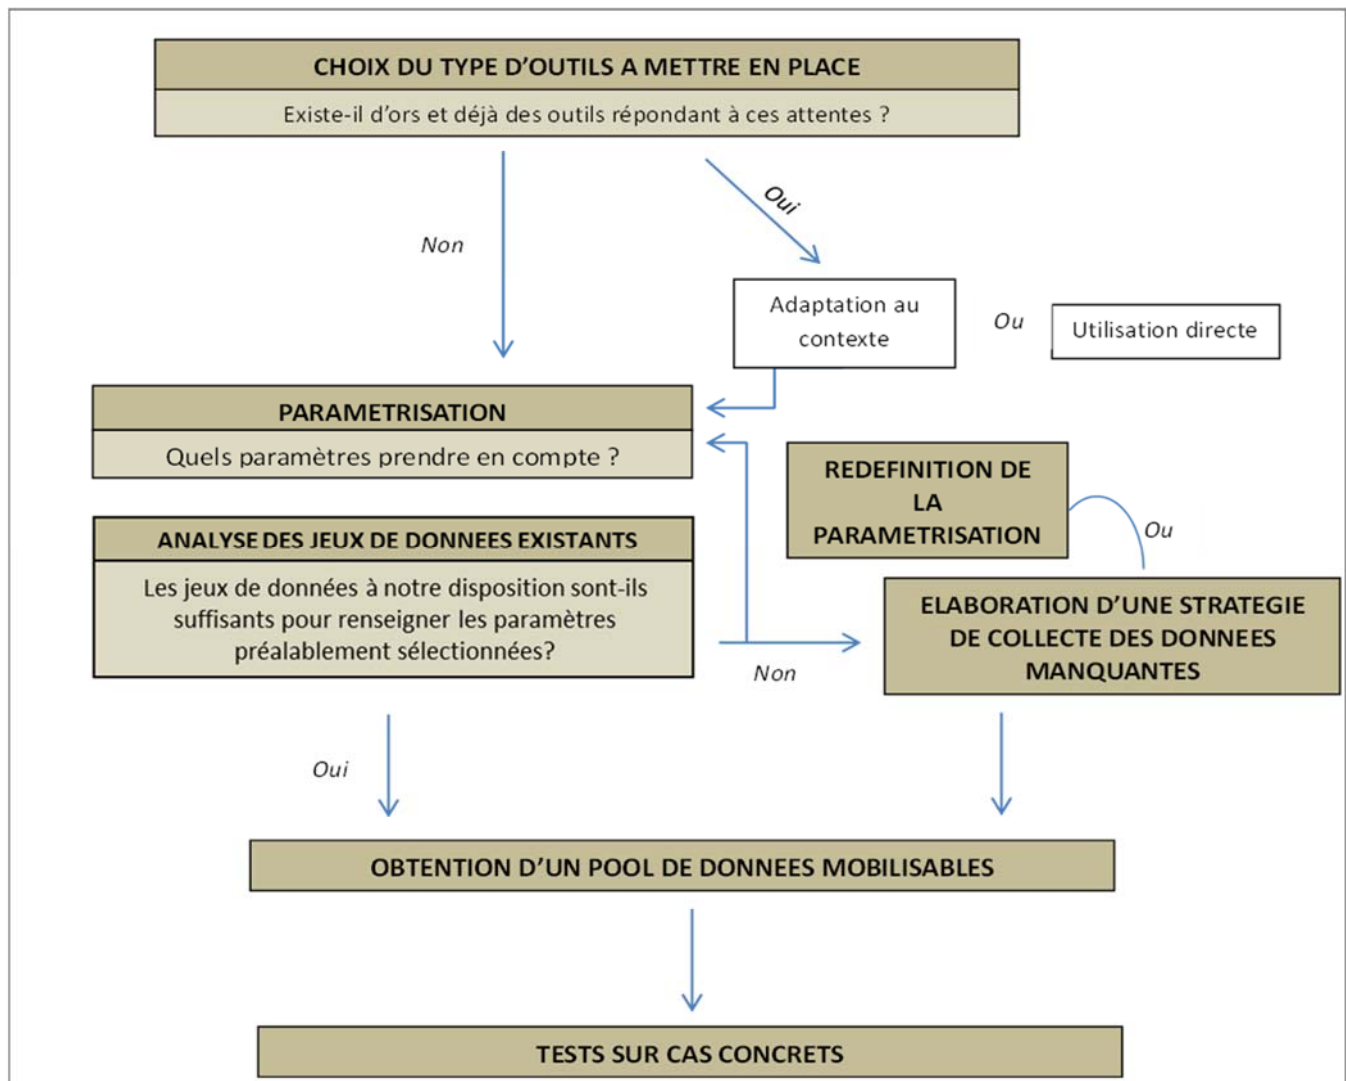 CHOIX DU TYPE D’OUTILS A METTRE EN PLACE
Existe-il d’ors et déjà des outils répondant à ces attentes ?
Oui
Non
Adaptation au
contexte
Ou
Utilisation directe
PARAMETRISATION
Quels paramètres prendre en compte ?
REDEFINITION DE
LA
PARAMETRISATION
Ou
ANALYSE DES JEUX DE DONNEES EXISTANTS
Les jeux de données à notre disposition sont-ils
suffisants pour renseigner les paramètres
préalablement sélectionnées?
Non
ELABORATION D’UNE STRATEGIE
DE COLLECTE DES DONNEES
MANQUANTES
Oui
OBTENTION D’UN POOL DE DONNEES MOBILISABLES
TESTS SUR CAS CONCRETS